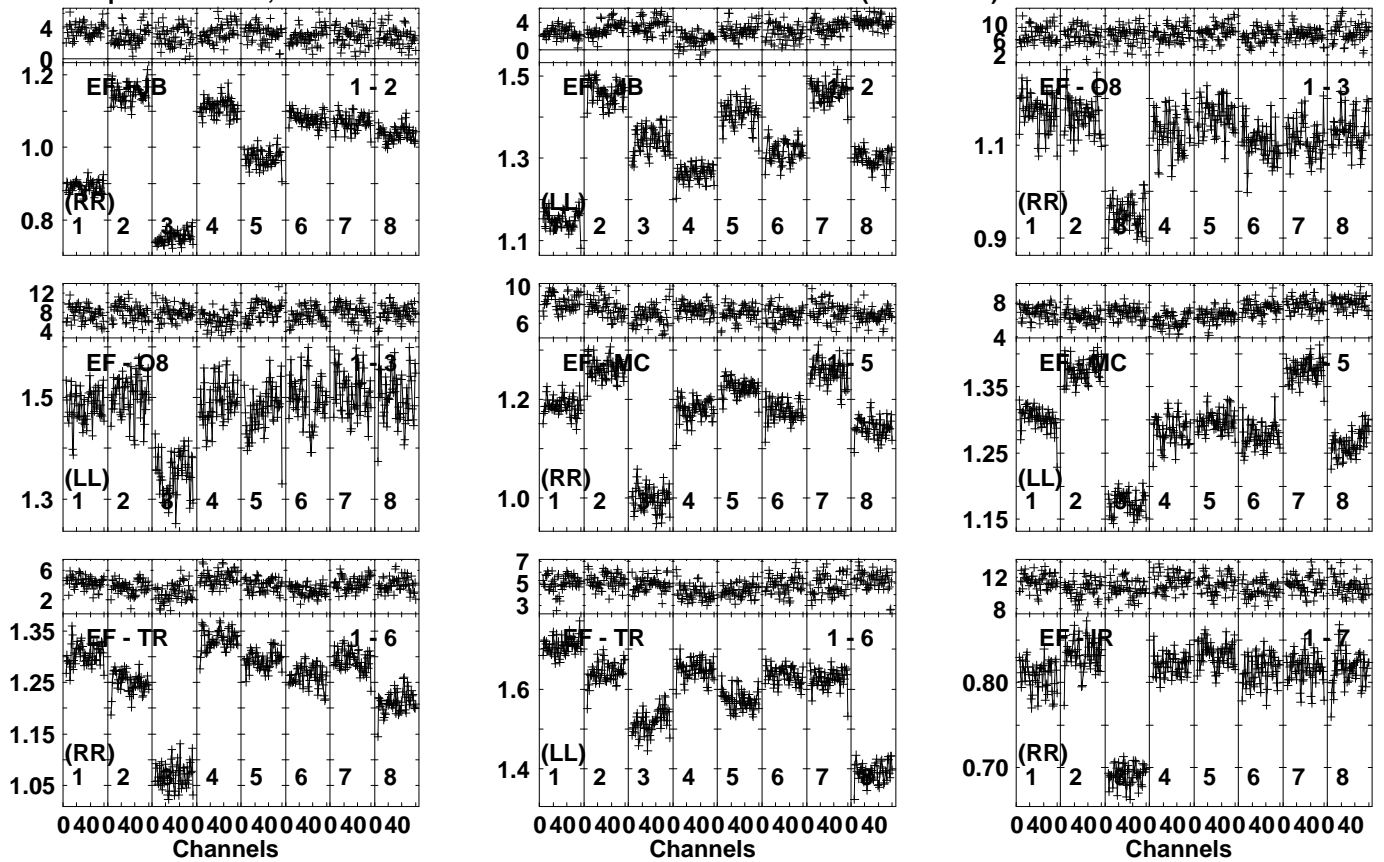 4 0 1.2 1.0 0.8 EF - JB 1 - 2 (RR) 1 2 3 4 5 6 7 8
4 0 1.5 1.3 1.1 EF - JB 1 - 2 (LL) 1 2 3 4 5 6 7 8
10 6 2 1.1 0.9 EF - O8 1 - 3 (RR) 1 2 3 4 5 6 7 8
12 8 4 1.5 1.3 EF - O8 1 - 3 (LL) 1 2 3 4 5 6 7 8
10 6 1.2 1.0 EF - MC 1 - 5 (RR) 1 2 3 4 5 6 7 8
8 4 1.35 1.25 1.15 EF - MC 1 - 5 (LL) 1 2 3 4 5 6 7 8
6 2 1.35 1.25 1.15 1.05 EF - TR 1 - 6 (RR) 1 2 3 4 5 6 7 8
7 5 3 1.6 1.4 EF - TR 1 - 6 (LL) 1 2 3 4 5 6 7 8
12 8 0.80 0.70 EF - IR 1 - 7 (RR) 1 2 3 4 5 6 7 8
0 40 0 40 0 40 0 40 0 40 0 40 0 40 0 40
Channels
0 40 0 40 0 40 0 40 0 40 0 40 0 40 0 40
Channels
0 40 0 40 0 40 0 40 0 40 0 40 0 40 0 40
Channels